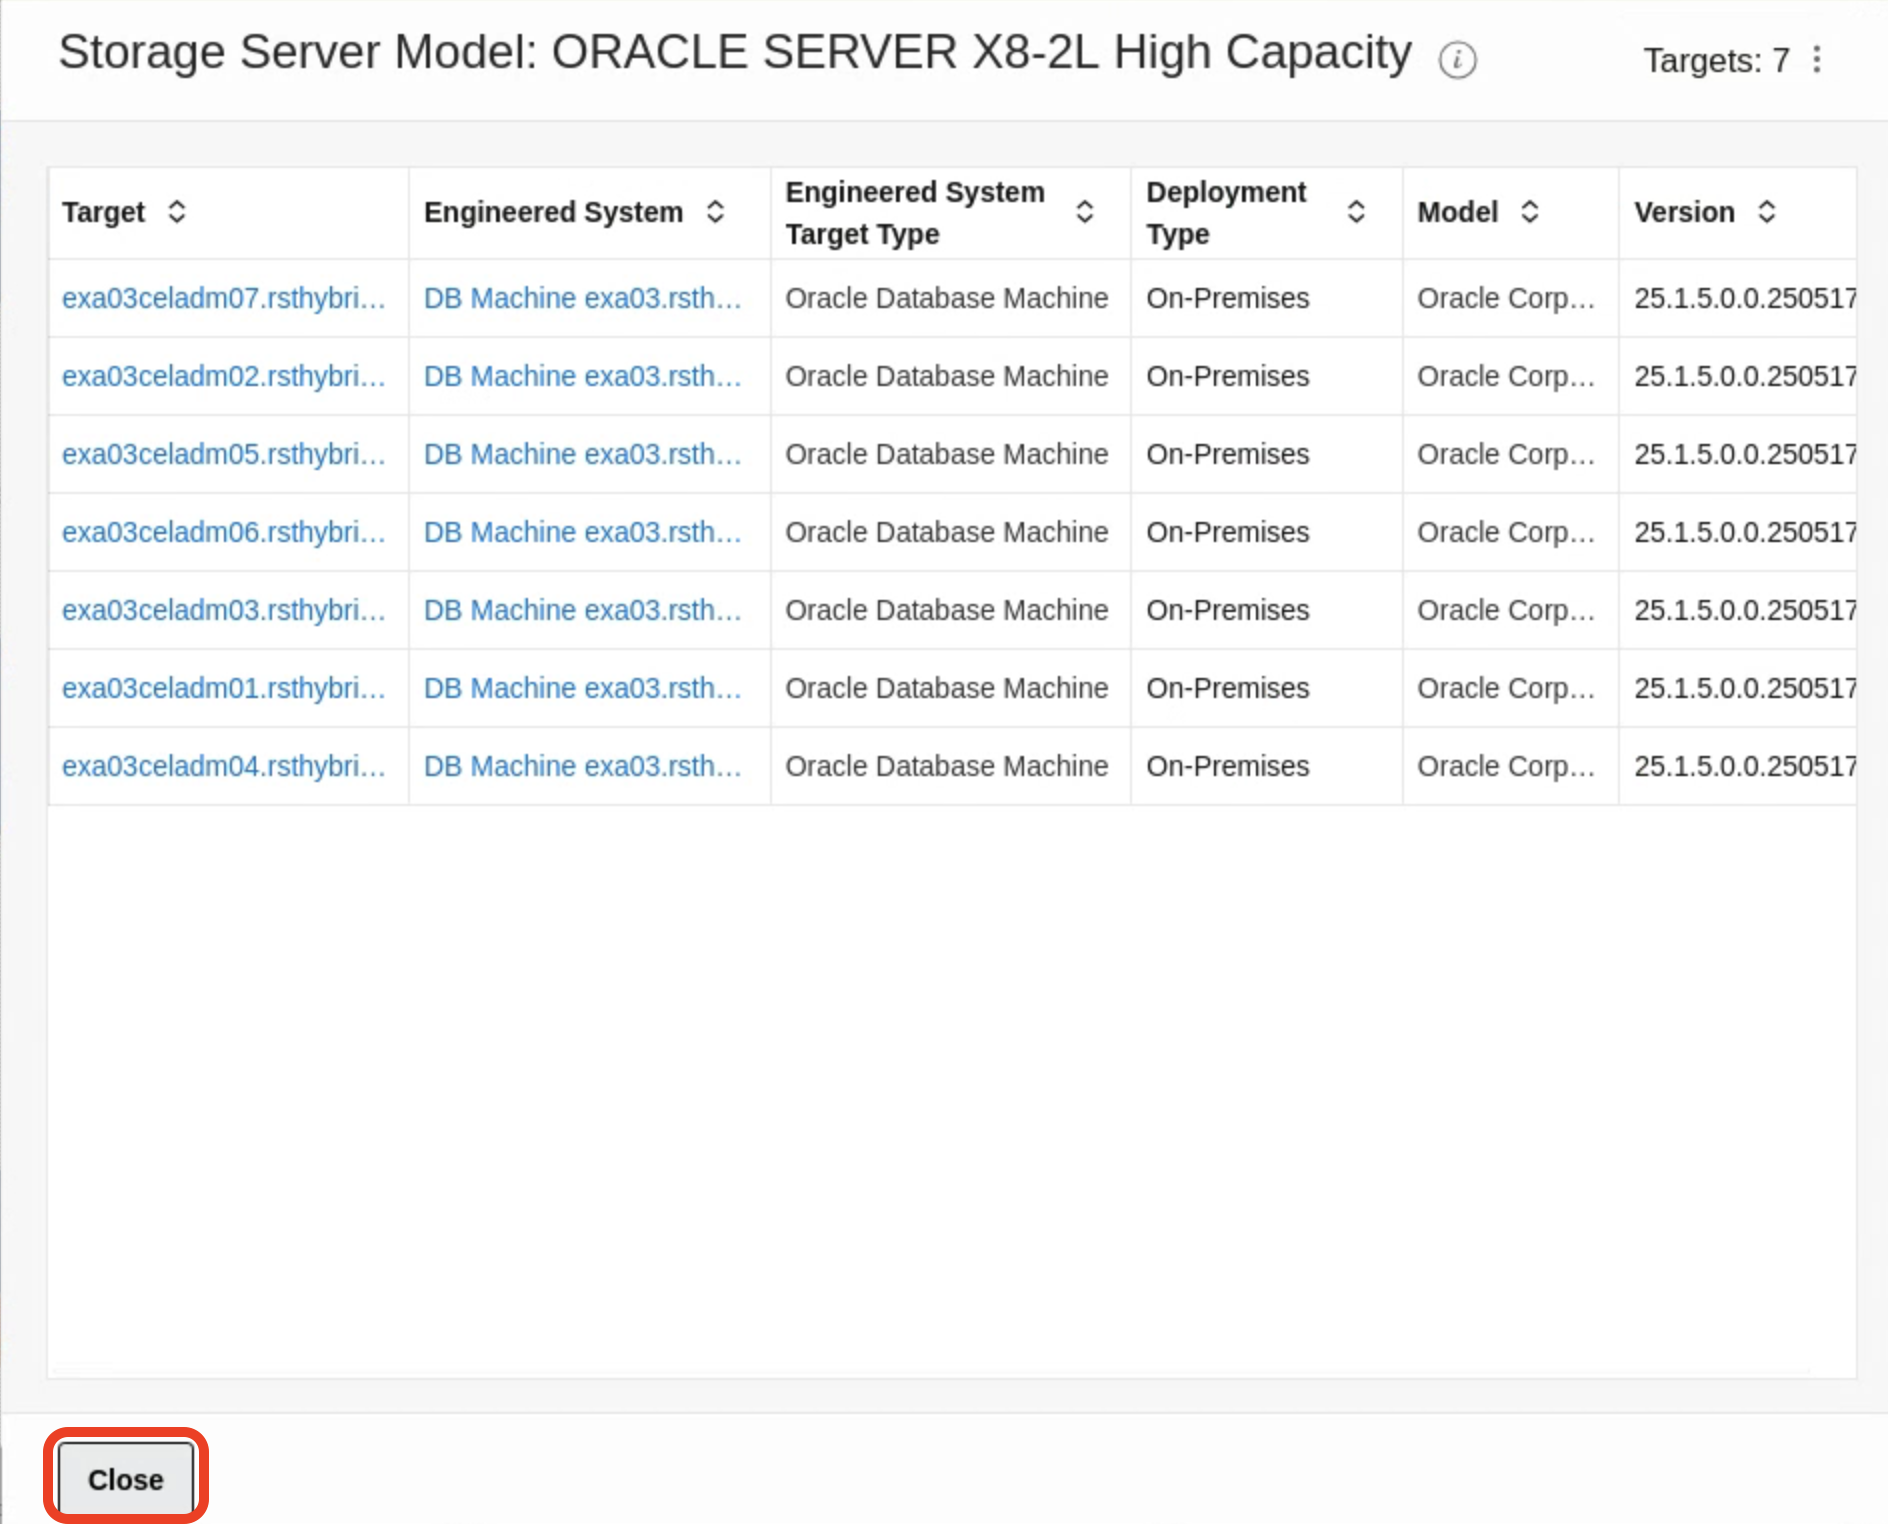 Storage Server Model: ORACLE SERVER X8-2L High Capacity i Targets: 7
Target Engineered System Engineered System Target Type Deployment Type Model Version
exa03celadm07.rsthybri... DB Machine exa03.rsth... Oracle Database Machine On-Premises Oracle Corp... 25.1.5.0.0.250517
exa03celadm02.rsthybri... DB Machine exa03.rsth... Oracle Database Machine On-Premises Oracle Corp... 25.1.5.0.0.250517
exa03celadm05.rsthybri... DB Machine exa03.rsth... Oracle Database Machine On-Premises Oracle Corp... 25.1.5.0.0.250517
exa03celadm06.rsthybri... DB Machine exa03.rsth... Oracle Database Machine On-Premises Oracle Corp... 25.1.5.0.0.250517
exa03celadm03.rsthybri... DB Machine exa03.rsth... Oracle Database Machine On-Premises Oracle Corp... 25.1.5.0.0.250517
exa03celadm01.rsthybri... DB Machine exa03.rsth... Oracle Database Machine On-Premises Oracle Corp... 25.1.5.0.0.250517
exa03celadm04.rsthybri... DB Machine exa03.rsth... Oracle Database Machine On-Premises Oracle Corp... 25.1.5.0.0.250517
Close